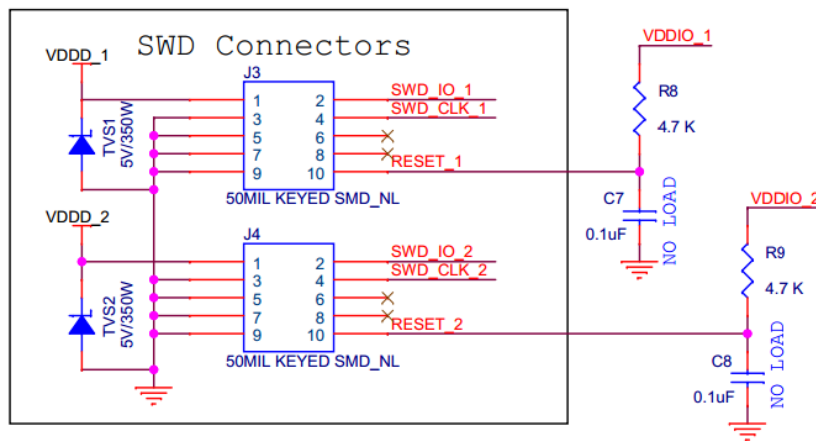 SWD Connectors
VDDD_1
J3
1
2
SWD_IO_1
3
4
SWD_CLK_1
5
6
7
8
9
10
RESET_1
50MIL KEYED SMD_NL
TVS1
5V/350W
VDDD_2
J4
1
2
SWD_IO_2
3
4
SWD_CLK_2
5
6
7
8
9
10
RESET_2
50MIL KEYED SMD_NL
TVS2
5V/350W
VDDIO_1
R8
4.7 K
C7
0.1uF
NO LOAD
VDDIO_2
R9
4.7 K
C8
0.1uF
NO LOAD